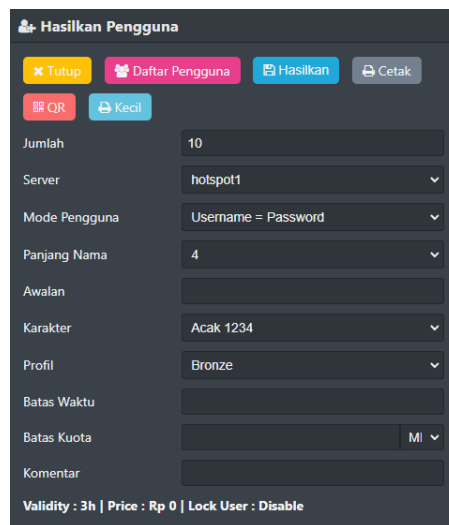 Hasilkan Pengguna
Tutup Daftar Pengguna Hasilkan Cetak
QR Kecil
Jumlah 10
Server hotspot1
Mode Pengguna Username = Password
Panjang Nama 4
Awalan
Karakter Acak 1234
Profil Bronze
Batas Waktu
Batas Kuota
Komentar
Validity : 3h | Price : Rp 0 | Lock User : Disable